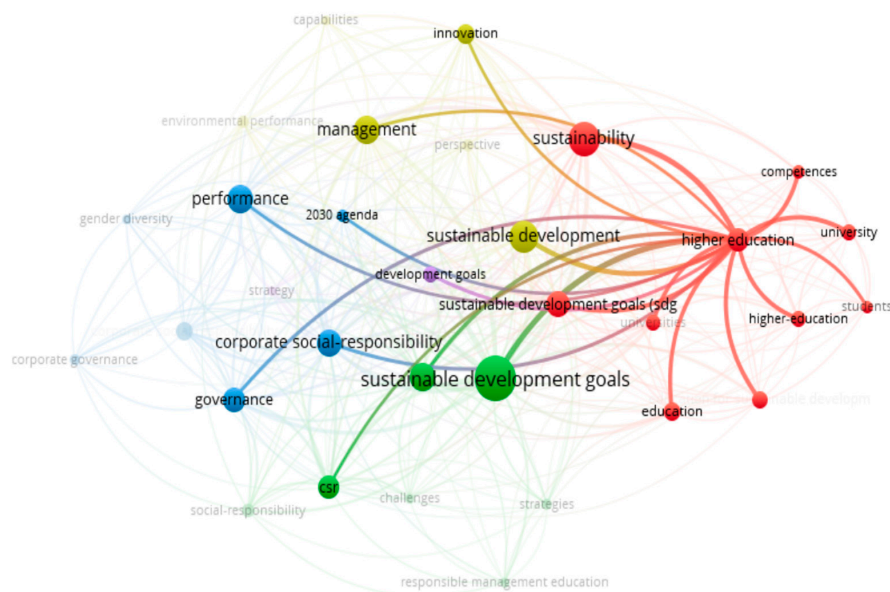 capabilities
innovation
environmental performance
management
sustainability
perspective
competences
performance
gender diversity
2030 agenda
sustainable development
higher education
university
development goals
strategy
sustainable development goals (sdg
universities
students
higher-education
corporate social-responsibility
corporate governance
sustainable development goals
governance
education
nable developm
csr
challenges
strategies
social-responsibility
responsible management education